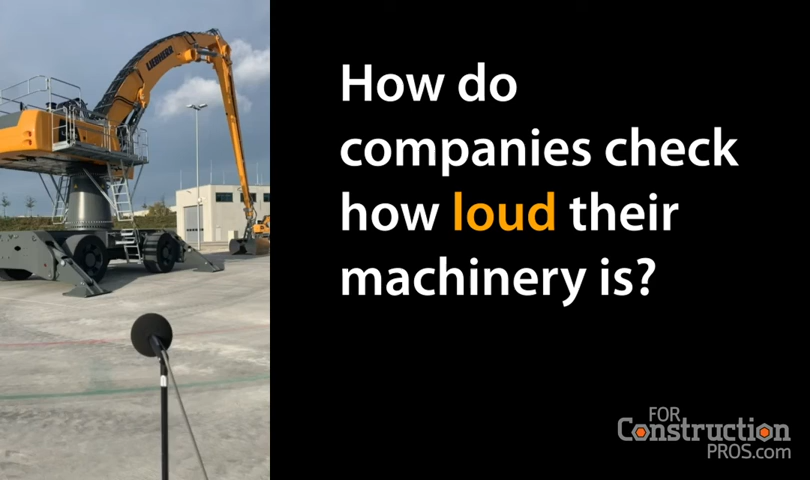 LIEBHERR
How do
companies check
how loud their
machinery is?
FOR
Construction
PROS.com